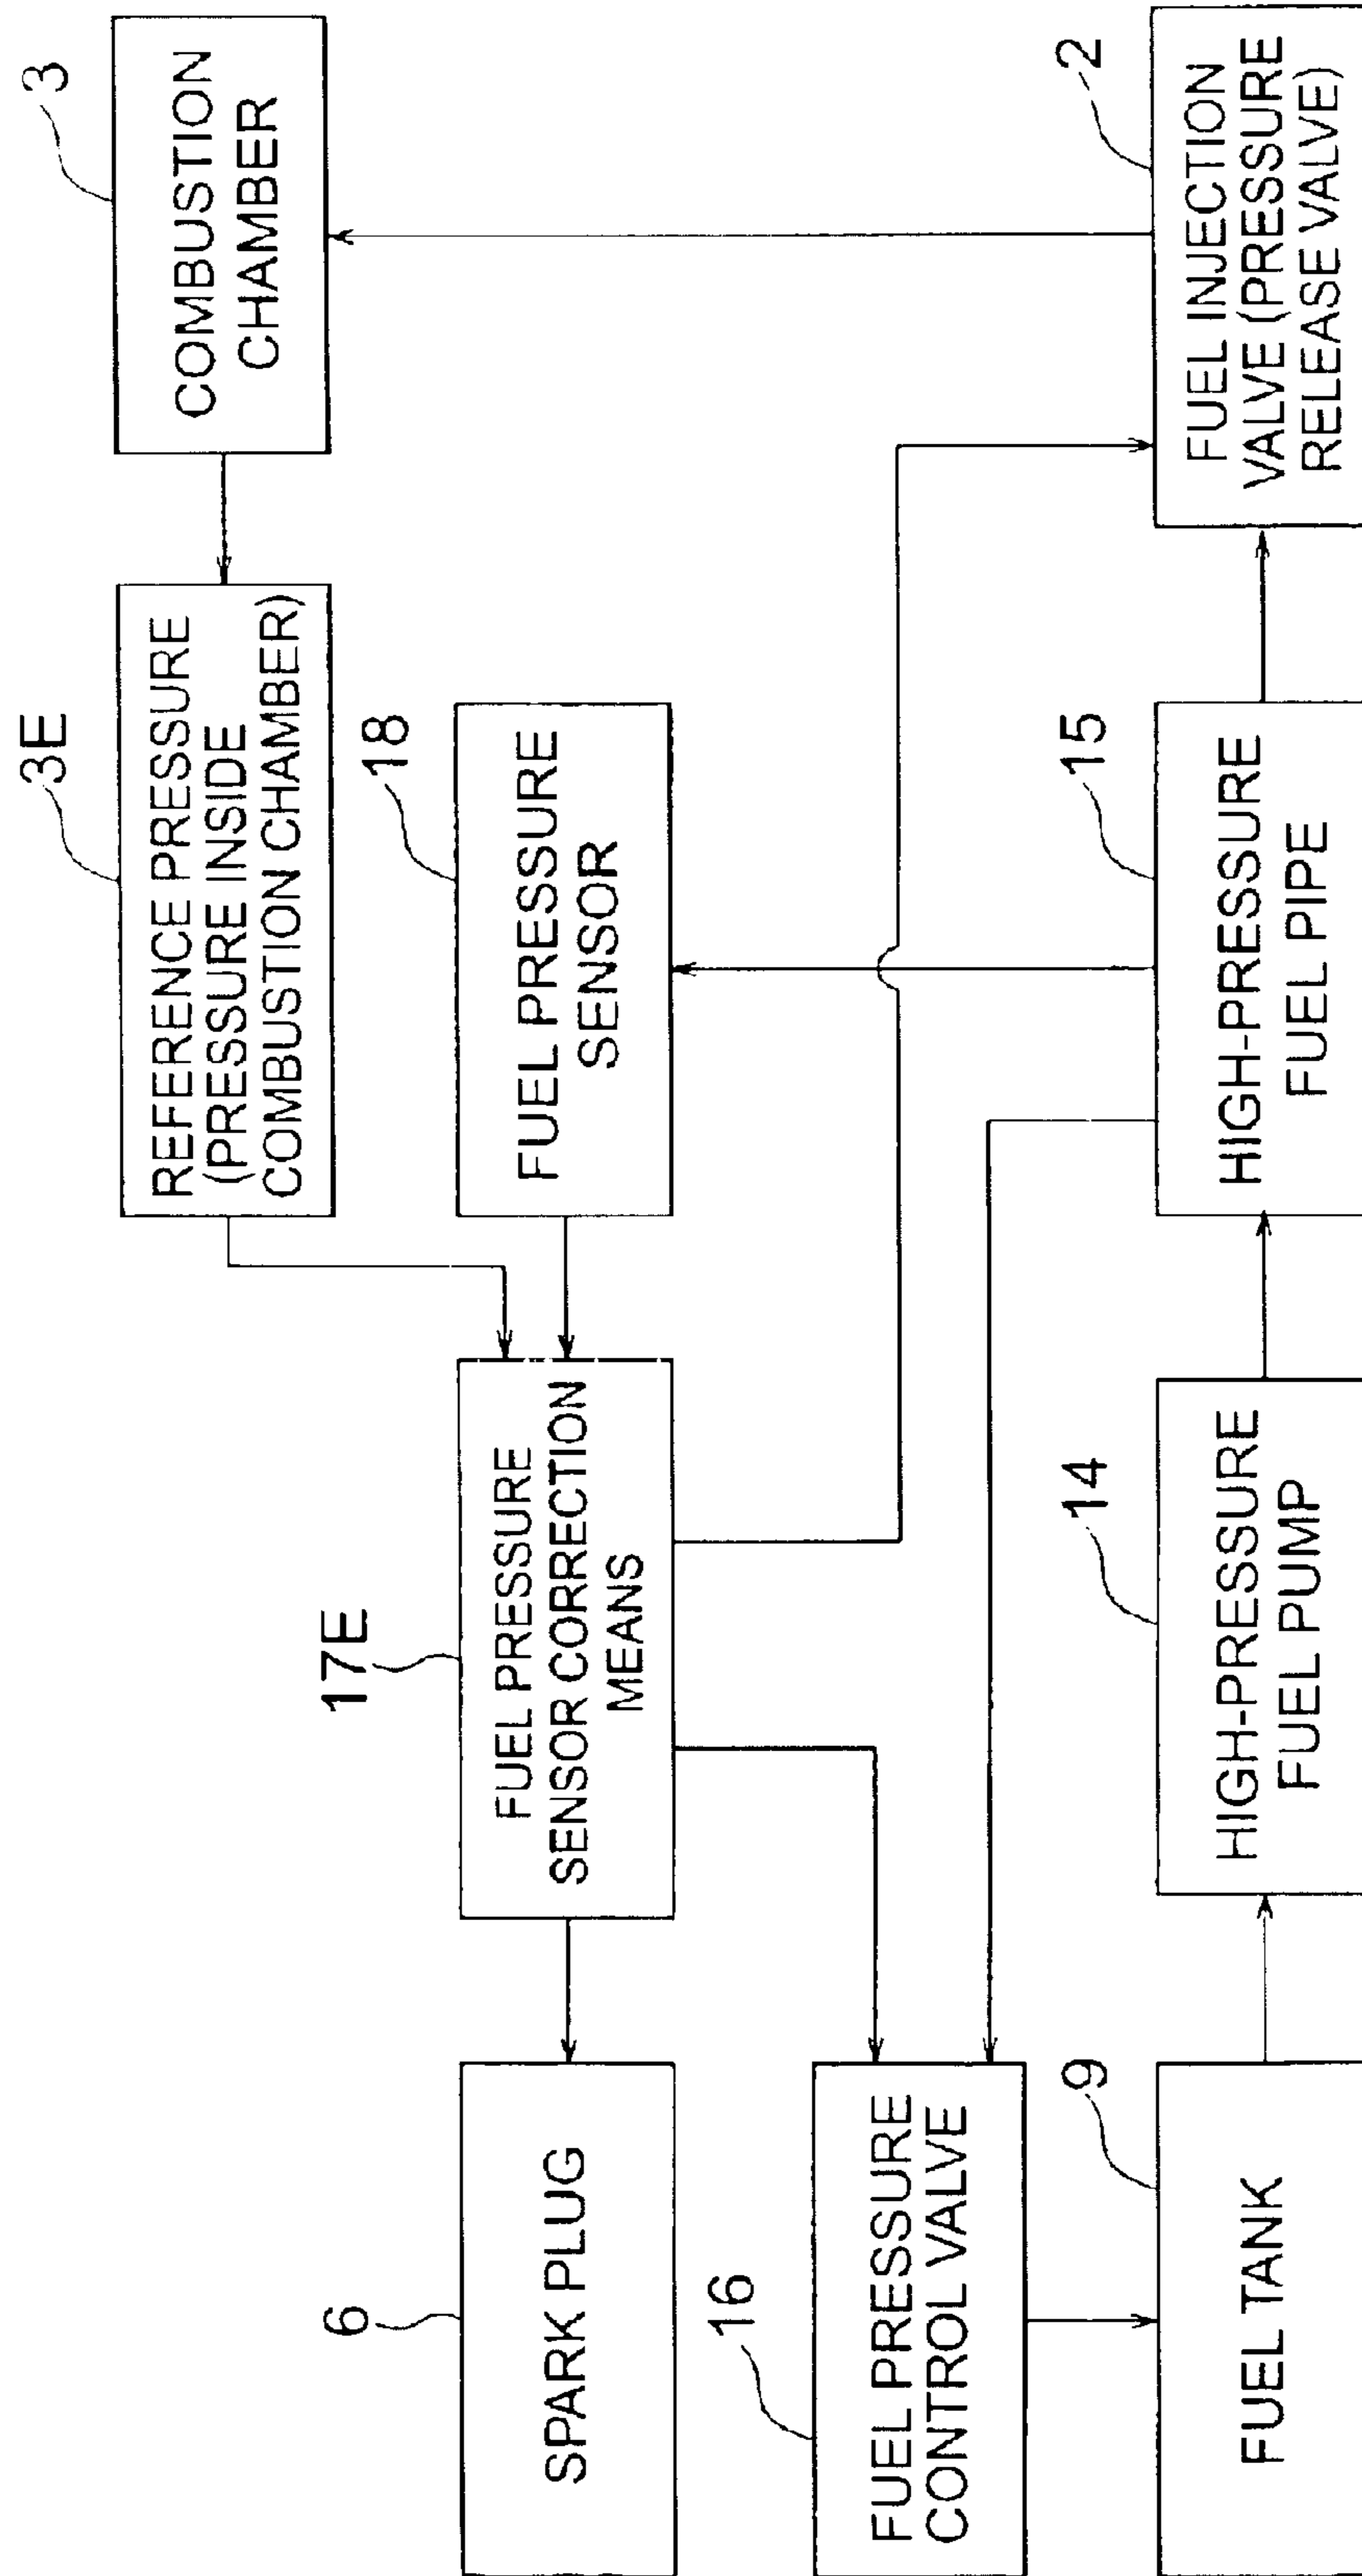 3
COMBUSTION
CHAMBER
3E
REFERENCE PRESSURE
(PRESSURE INSIDE
COMBUSTION CHAMBER)
6
SPARK PLUG
17E
FUEL PRESSURE
SENSOR CORRECTION
MEANS
18
FUEL PRESSURE
SENSOR
16
FUEL PRESSURE
CONTROL VALVE
9
FUEL TANK
14
HIGH-PRESSURE
FUEL PUMP
15
HIGH-PRESSURE
FUEL PIPE
2
FUEL INJECTION
VALVE (PRESSURE
RELEASE VALVE)